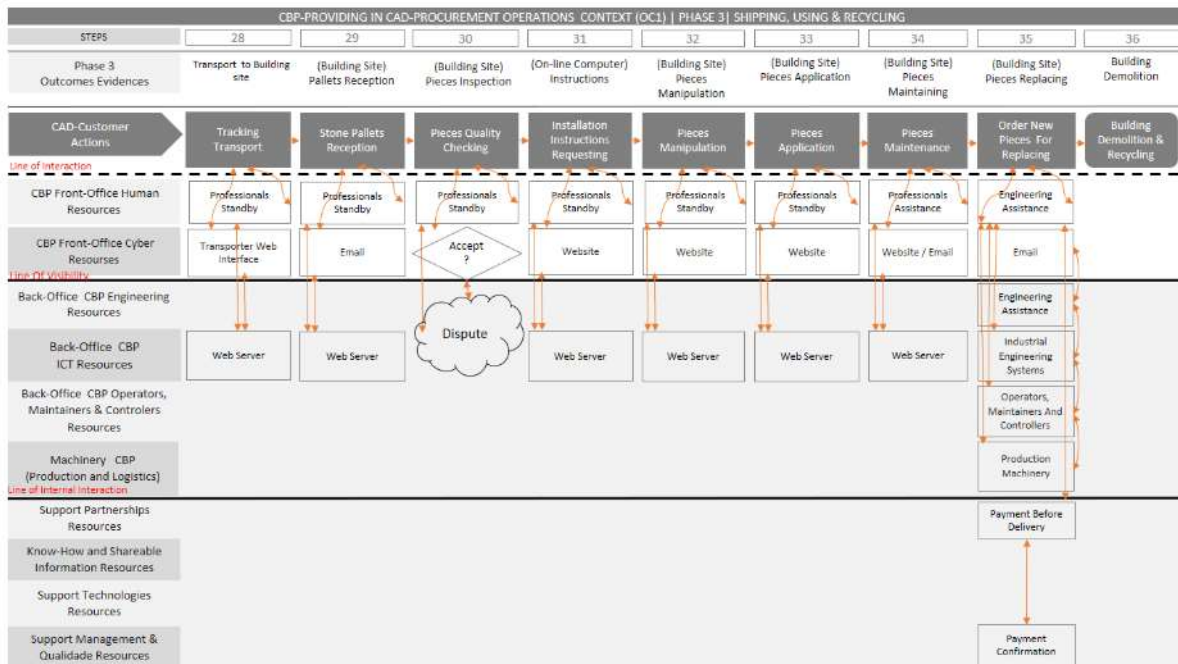 CBP-PROVIDING IN CAD-PROCUREMENT OPERATIONS CONTEXT (OC1) | PHASE 3| SHIPPING, USING & RECYCLING
STEPS 28 29 30 31 32 33 34 35 36
Phase 3
Outcomes Evidences
Transport to Building
site
(Building Site)
Pallets Reception
(Building Site)
Pieces Inspection
(On-line Computer)
Instructions
(Building Site)
Pieces
Manipulation
(Building Site)
Pieces Application
(Building Site)
Pieces
Maintaining
(Building Site)
Pieces Replacing
Building
Demolition
CAD-Customer
Actions
Tracking
Transport
Stone Pallets
Reception
Pieces Quality
Checking
Installation
Instructions
Requesting
Pieces
Manipulation
Pieces
Application
Pieces
Maintenance
Order New
Pieces For
Replacing
Building
Demolition &
Recycling
Line of Interaction
CBP Front-Office Human
Resources
Professionals
Standby
Professionals
Standby
Professionals
Standby
Professionals
Standby
Professionals
Standby
Professionals
Standby
Professionals
Assistance
Engineering
Assistance
CBP Front-Office Cyber
Resourses
Transporter Web
Interface
Email
Accept
?
Website
Website
Website
Website / Email
Email
Line Of Visibility
Back-Office CBP Engineering
Resources
Engineering
Assistance
Back-Office CBP
ICT Resources
Web Server
Web Server
Dispute
Web Server
Web Server
Web Server
Web Server
Industrial
Engineering
Systems
Back-Office CBP Operators,
Maintainers & Controlers
Resources
Operators,
Maintainers And
Controllers
Machinery CBP
(Production and Logistics)
Production
Machinery
Line of Internal Interaction
Support Partnerships
Resources
Payment Before
Delivery
Know-How and Shareable
Information Resources
Support Technologies
Resources
Support Management &
Qualidade Resources
Payment
Confirmation